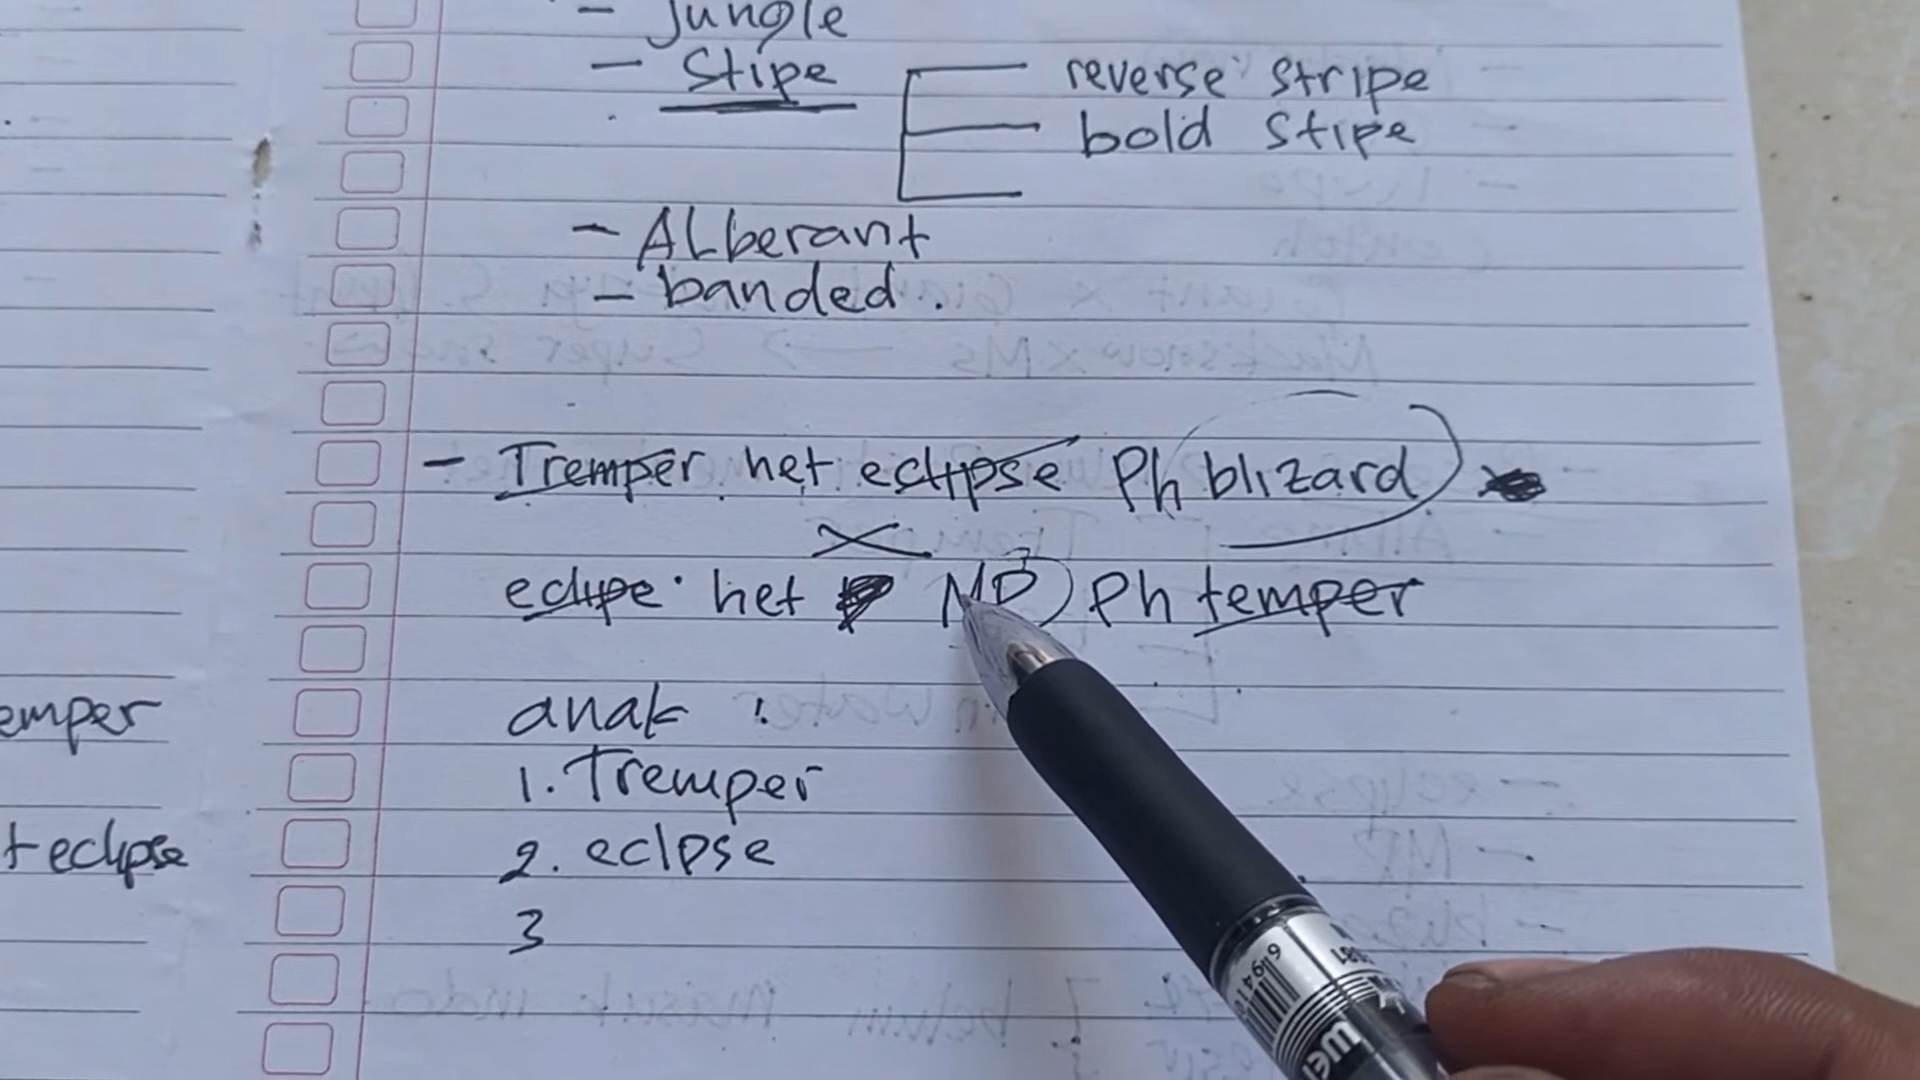 - Jungle
- Stipe
reverse stripe
bold Stipe
- ALberant
- banded.
- Tremper het eclipse Ph blizard
X
eclipe het MP Ph temper
anak :
1. Tremper
2. eclpse
3
emper
t eclipse